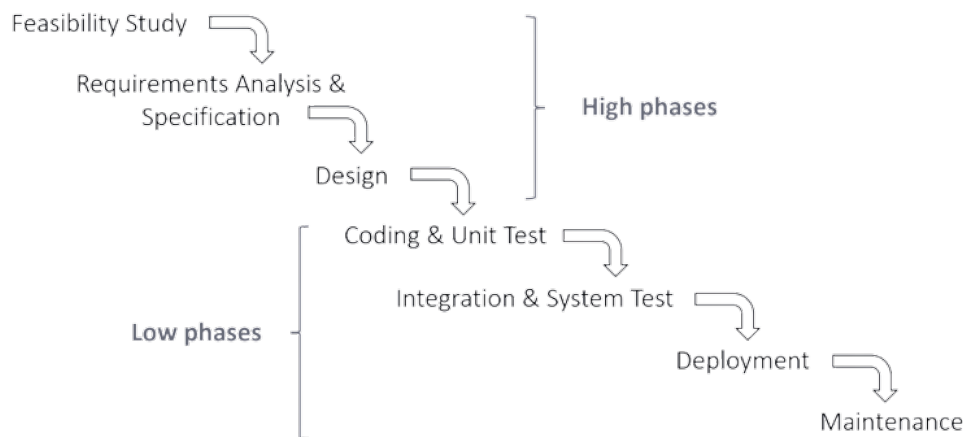 Feasibility Study
Requirements Analysis &
Specification
High phases
Design
Coding & Unit Test
Integration & System Test
Low phases
Deployment
Maintenance